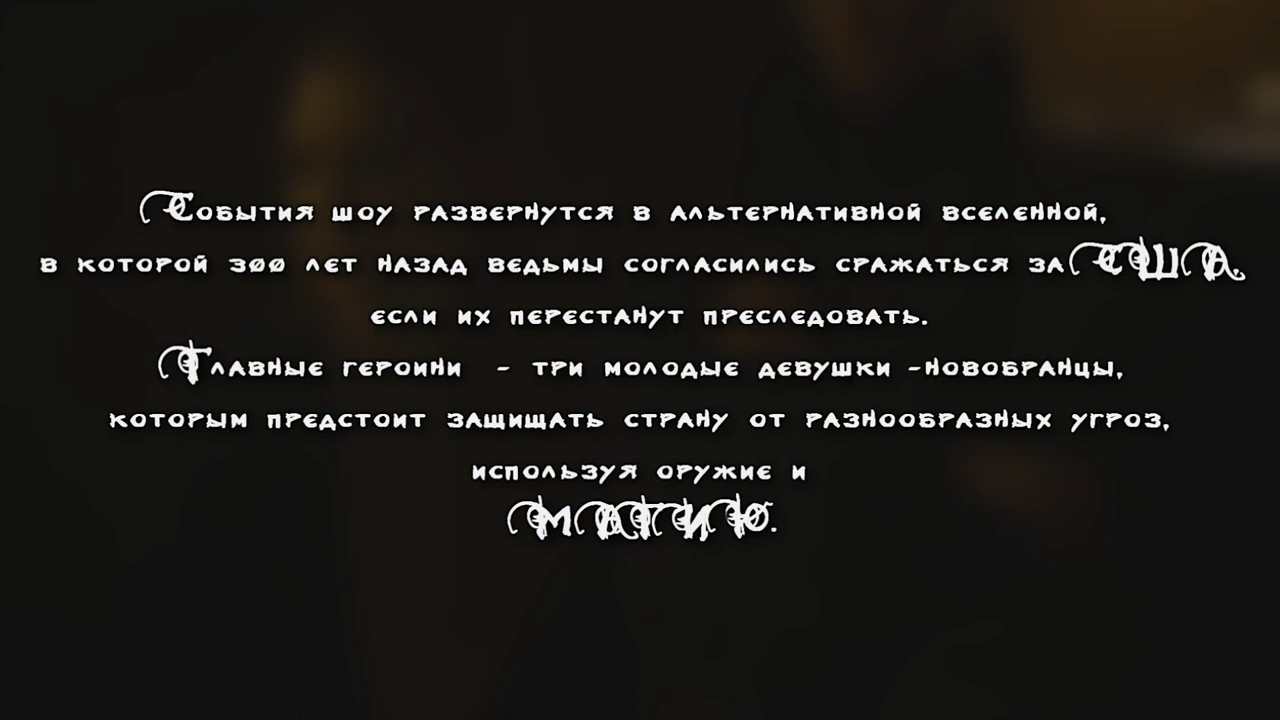 События шоу развернутся в альтернативной вселенной,
в которой 300 лет назад ведьмы согласились сражаться за США,
если их перестанут преследовать.
Главные героини - три молодые девушки -новобранцы,
которым предстоит защищать страну от разнообразных угроз,
используя оружие и
МАГИЮ.